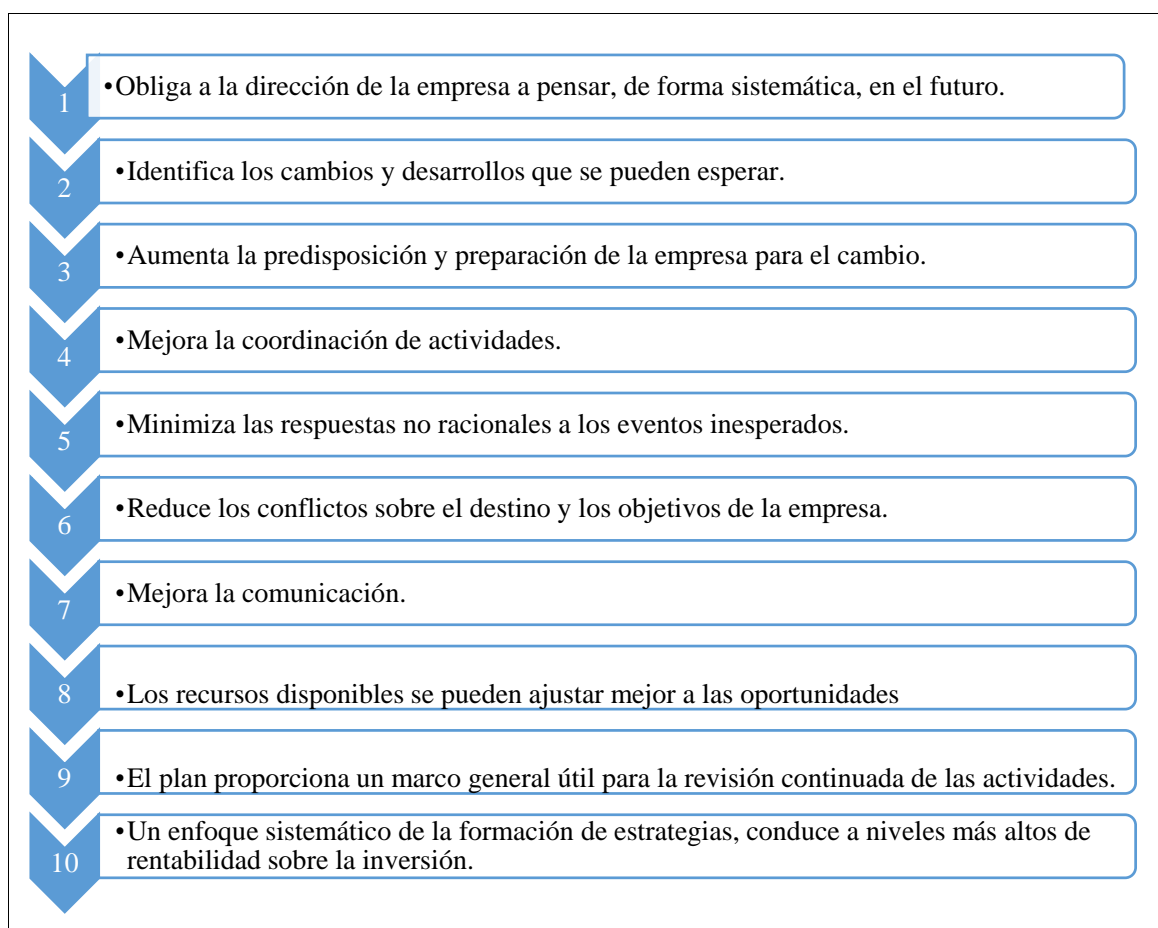 1
•Obliga a la dirección de la empresa a pensar, de forma sistemática, en el futuro.
2
•Identifica los cambios y desarrollos que se pueden esperar.
3
•Aumenta la predisposición y preparación de la empresa para el cambio.
4
•Mejora la coordinación de actividades.
5
•Minimiza las respuestas no racionales a los eventos inesperados.
6
•Reduce los conflictos sobre el destino y los objetivos de la empresa.
7
•Mejora la comunicación.
8
•Los recursos disponibles se pueden ajustar mejor a las oportunidades
9
•El plan proporciona un marco general útil para la revisión continuada de las actividades.
10
•Un enfoque sistemático de la formación de estrategias, conduce a niveles más altos de
rentabilidad sobre la inversión.